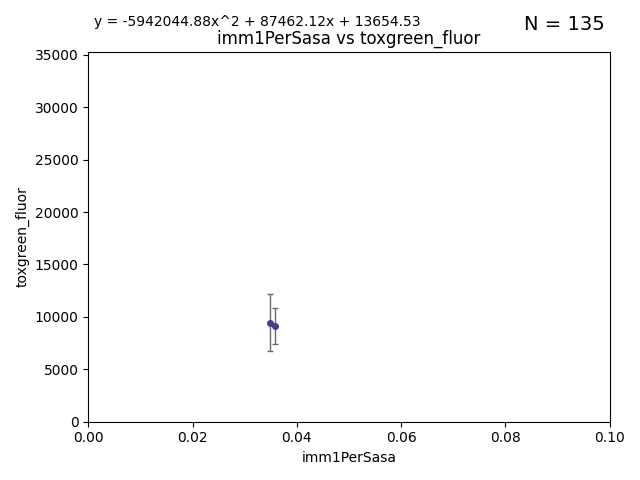 y = -5942044.88x^2 + 87462.12x + 13654.53
N = 135
imm1PerSasa vs toxgreen_fluor
35000
30000
25000
20000
15000
10000
5000
0
toxgreen_fluor
0.00 0.02 0.04 0.06 0.08 0.10
imm1PerSasa